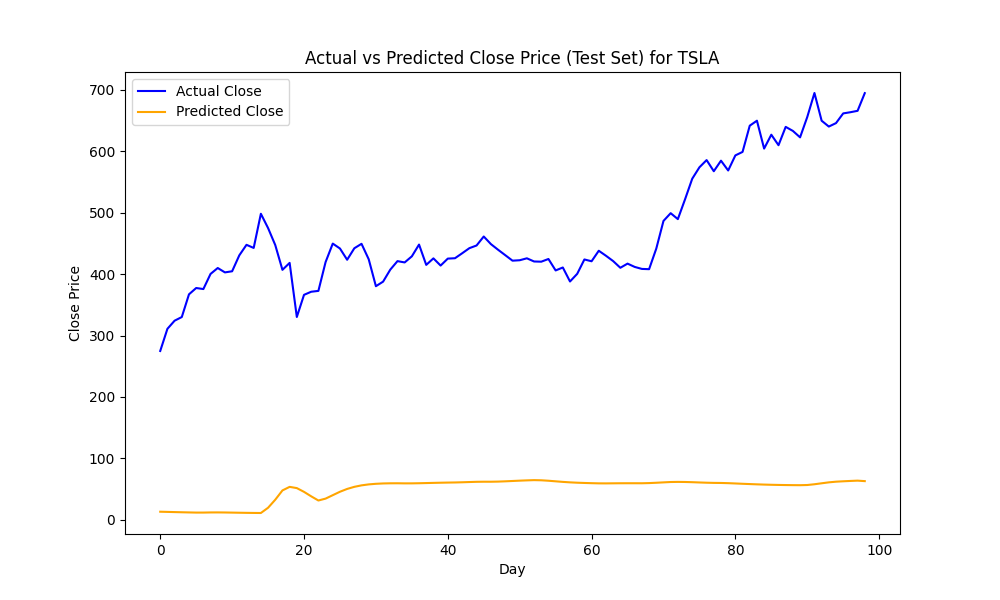 Actual vs Predicted Close Price (Test Set) for TSLA
Actual Close
Predicted Close
Close Price
700
600
500
400
300
200
100
0
0 20 40 60 80 100
Day